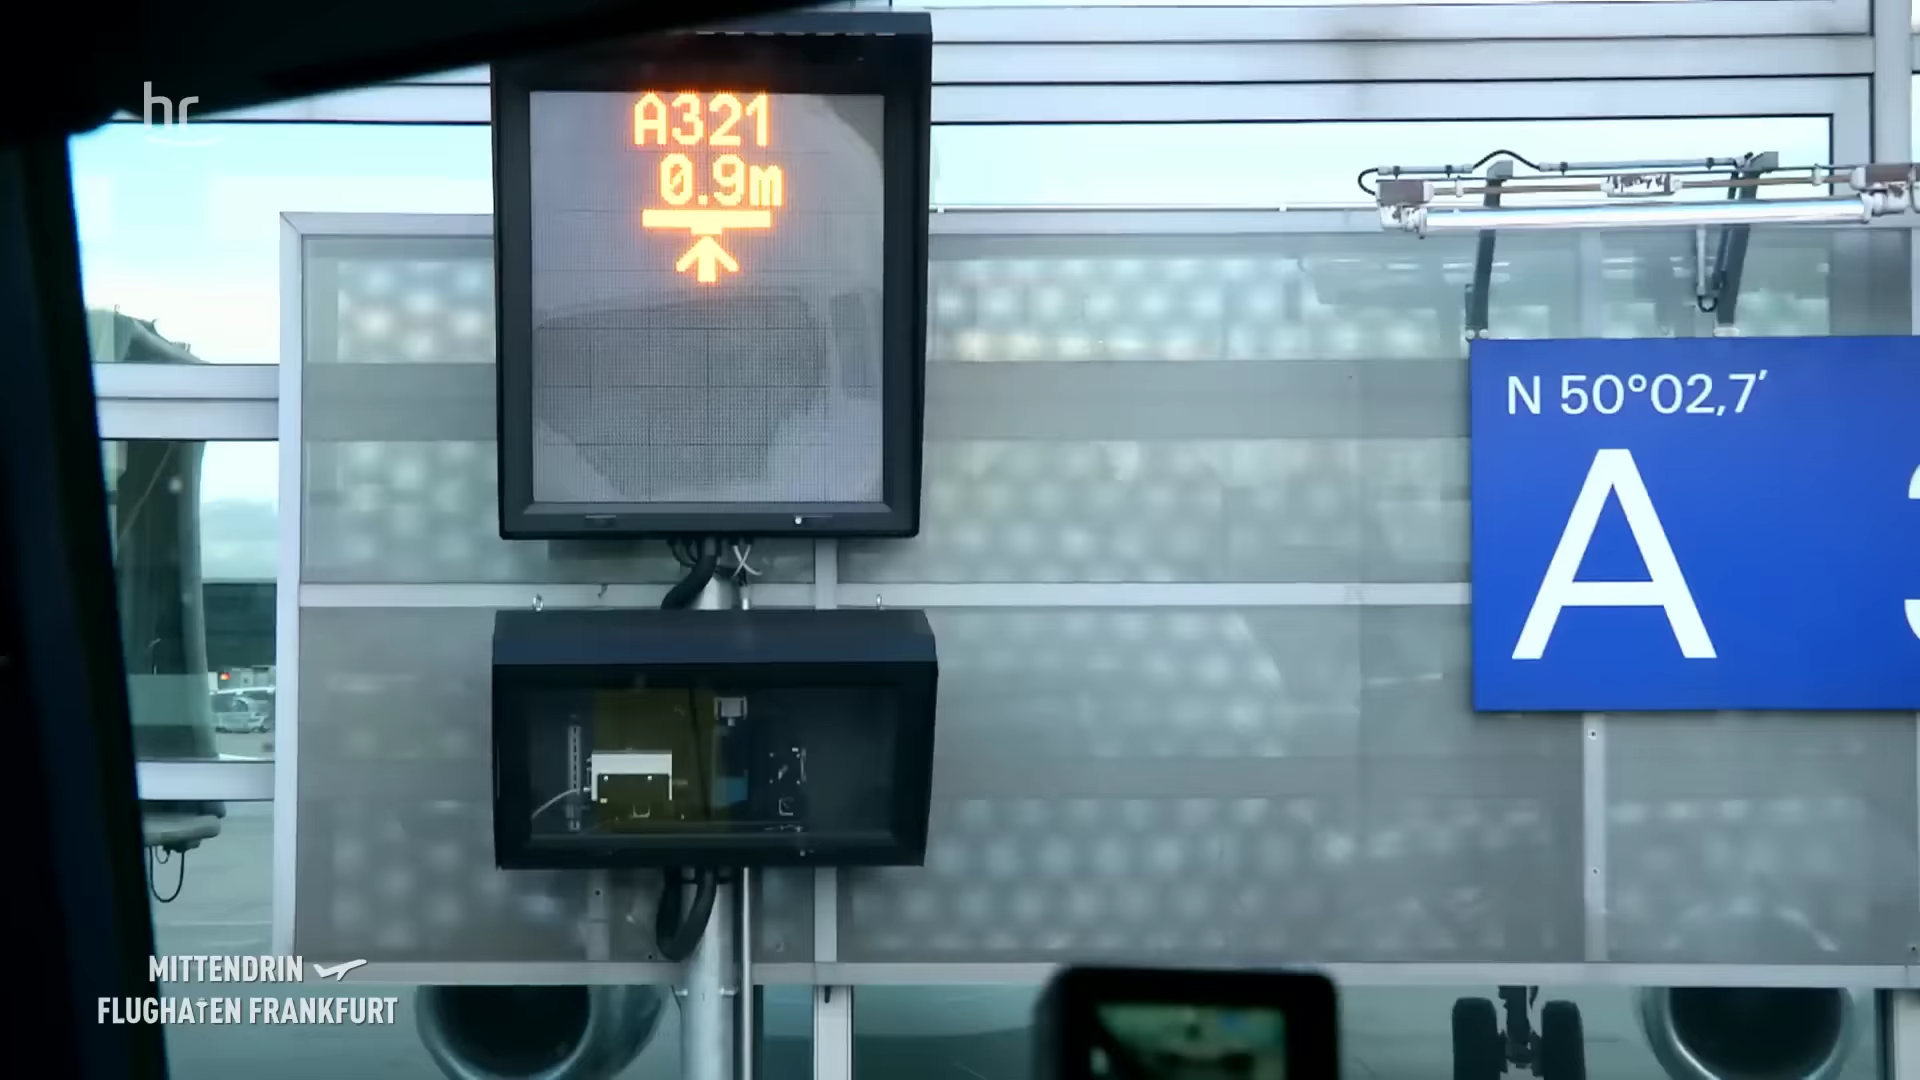 hr
A321
0.9m
N 50°02,7′
A
MITTENDRIN
FLUGHAFEN FRANKFURT